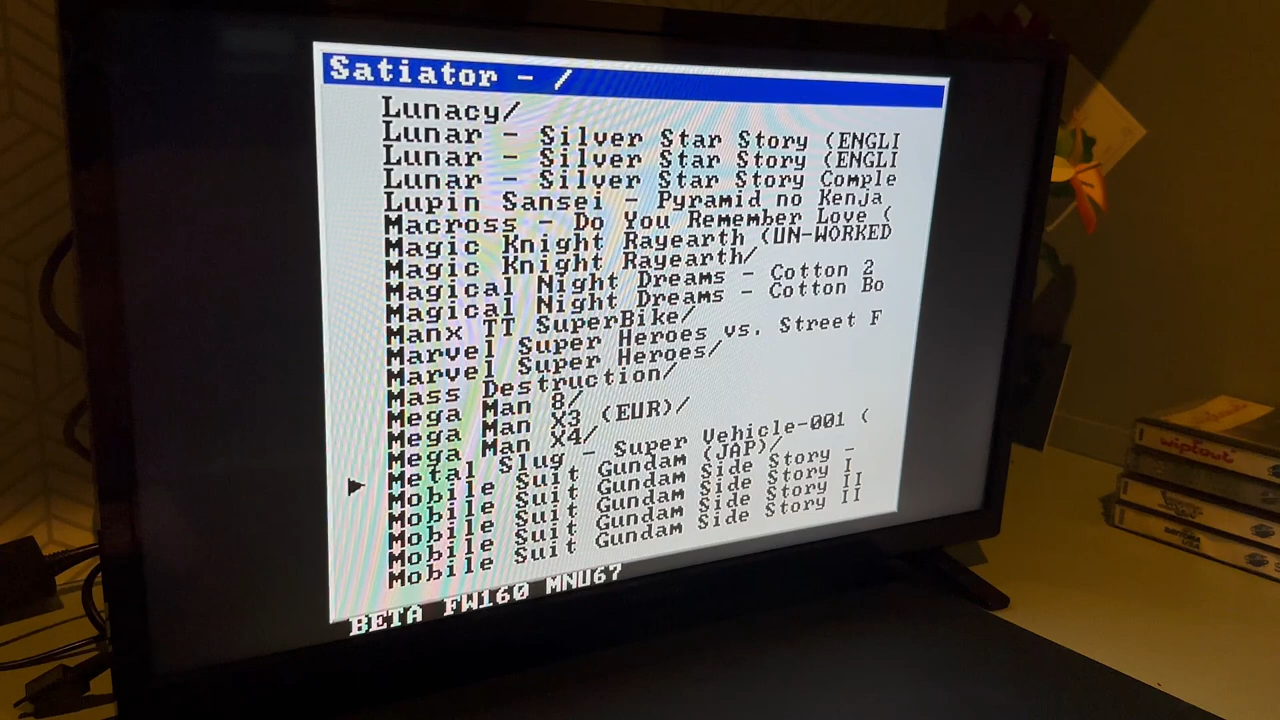 Satiator - /
Lunacy/
Lunar - Silver Star Story (ENGLI
Lunar - Silver Star Story (ENGLI
Lunar - Silver Star Story Comple
Lupin Sansei - Pyramid no Kenja
Macross - Do You Remember Love (
Magic Knight Rayearth (UN-WORKED
Magic Knight Rayearth/
Magical Night Dreams - Cotton 2
Magical Night Dreams - Cotton Bo
Manx TT SuperBike/
Marvel Super Heroes vs. Street F
Marvel Super Heroes/
Mass Destruction/
Mega Man 8/
Mega Man X3 (EUR)/
Mega Man X4/
Metal Slug - Super Vehicle-001 (
Mobile Suit Gundam (JAP)/
Mobile Suit Gundam Side Story -
Mobile Suit Gundam Side Story I
Mobile Suit Gundam Side Story II
Mobile Suit Gundam Side Story II
BETA FW160 MNU67
wipEout